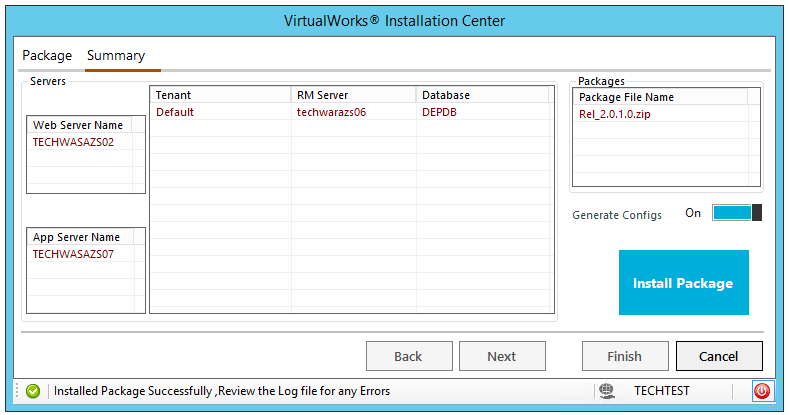 VirtualWorks® Installation Center
Package Summary
Servers
Web Server Name
TECHWASAZS02
App Server Name
TECHWASAZS07
Tenant RM Server Database
Default techwarazs06 DEPDB
Packages
Package File Name
Rel_2.0.1.0.zip
Generate Configs On
Install Package
Back Next Finish Cancel
Installed Package Successfully ,Review the Log file for any Errors TECHTEST